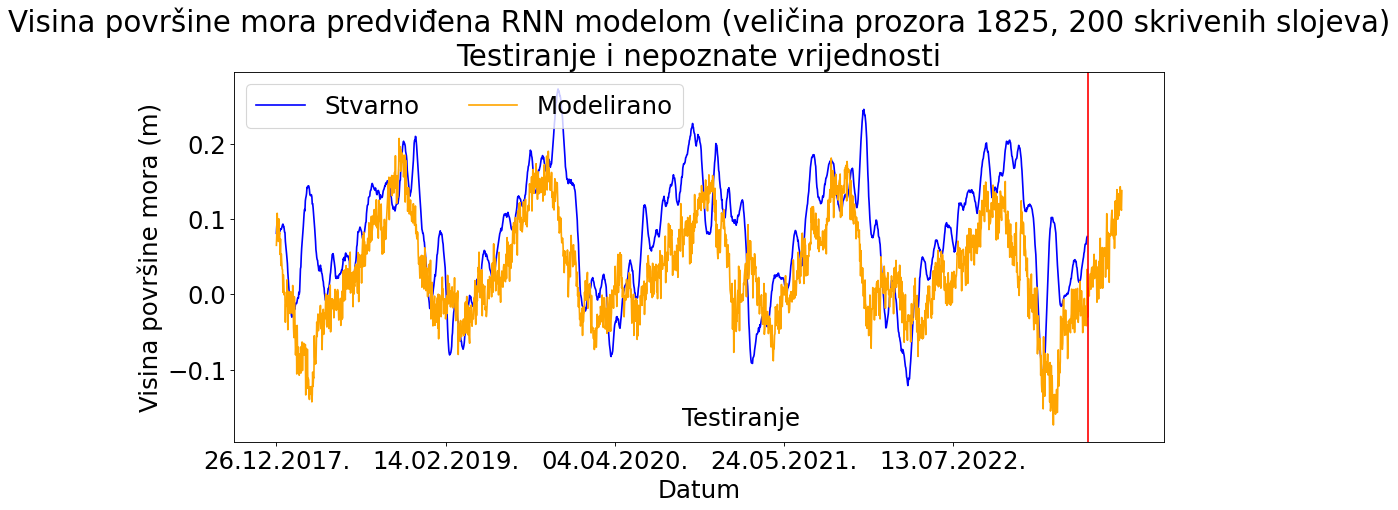 Visina površine mora predviđena RNN modelom (veličina prozora 1825, 200 skrivenih slojeva)
Testiranje i nepoznate vrijednosti
Stvarno
Modelirano
Visina površine mora (m)
0.2
0.1
0.0
−0.1
Testiranje
26.12.2017.
14.02.2019.
04.04.2020.
24.05.2021.
13.07.2022.
Datum